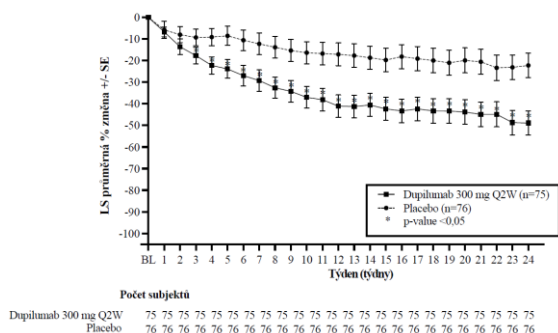 0
-10
-20
-30
-40
-50
-60
-70
-80
-90
-100
LS průměrná % změna +/- SE
Dupilumab 300 mg Q2W (n=75)
Placebo (n=76)
* p-value <0,05
BL 1 2 3 4 5 6 7 8 9 10 11 12 13 14 15 16 17 18 19 20 21 22 23 24
Týden (týdny)
Počet subjektů
Dupilumab 300 mg Q2W 75 75 75 75 75 75 75 75 75 75 75 75 75 75 75 75 75 75 75 75 75 75 75 75 75
Placebo 76 76 76 76 76 76 76 76 76 76 76 76 76 76 76 76 76 76 76 76 76 76 76 76 76